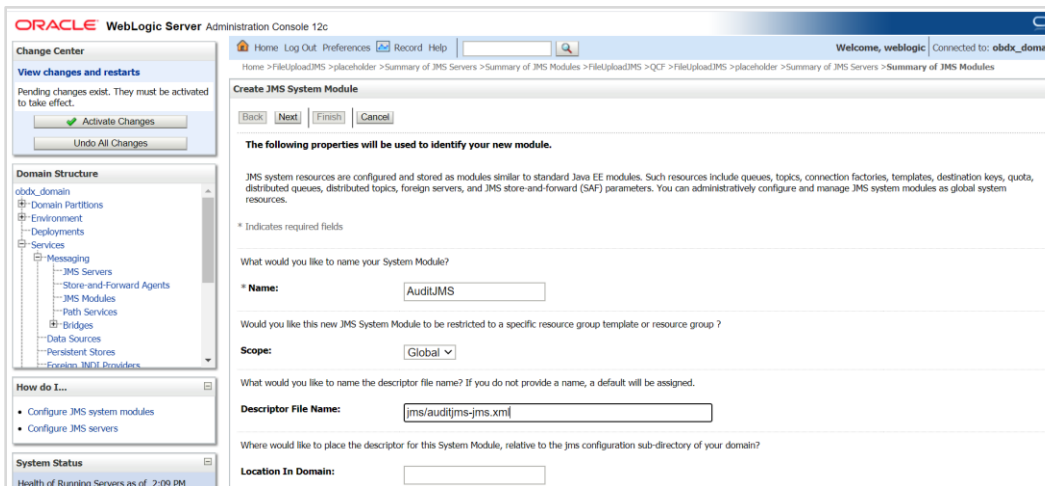 ORACLE WebLogic Server Administration Console 12c
Change Center
View changes and restarts
Pending changes exist. They must be activated
to take effect.
Activate Changes
Undo All Changes
Domain Structure
obdx_domain
Domain Partitions
Environment
Deployments
Services
Messaging
JMS Servers
Store-and-Forward Agents
JMS Modules
Path Services
Bridges
Data Sources
Persistent Stores
Foreign JNDI Providers
How do I...
Configure JMS system modules
Configure JMS servers
System Status
Health of Running Servers as of 2:09 PM
Home Log Out Preferences Record Help
Welcome, weblogic Connected to: obdx_doma
Home >FileUploadJMS >placeholder >Summary of JMS Servers >Summary of JMS Modules >FileUploadJMS >QCF >FileUploadJMS >placeholder >Summary of JMS Servers >Summary of JMS Modules
Create JMS System Module
Back Next Finish Cancel
The following properties will be used to identify your new module.
JMS system resources are configured and stored as modules similar to standard Java EE modules. Such resources include queues, topics, connection factories, templates, destination keys, quota,
distributed queues, distributed topics, foreign servers, and JMS store-and-forward (SAF) parameters. You can administratively configure and manage JMS system modules as global system
resources.
* Indicates required fields
What would you like to name your System Module?
* Name: AuditJMS
Would you like this new JMS System Module to be restricted to a specific resource group template or resource group ?
Scope: Global
What would you like to name the descriptor file name? If you do not provide a name, a default will be assigned.
Descriptor File Name: jms/auditjms-jms.xml
Where would like to place the descriptor for this System Module, relative to the jms configuration sub-directory of your domain?
Location In Domain: